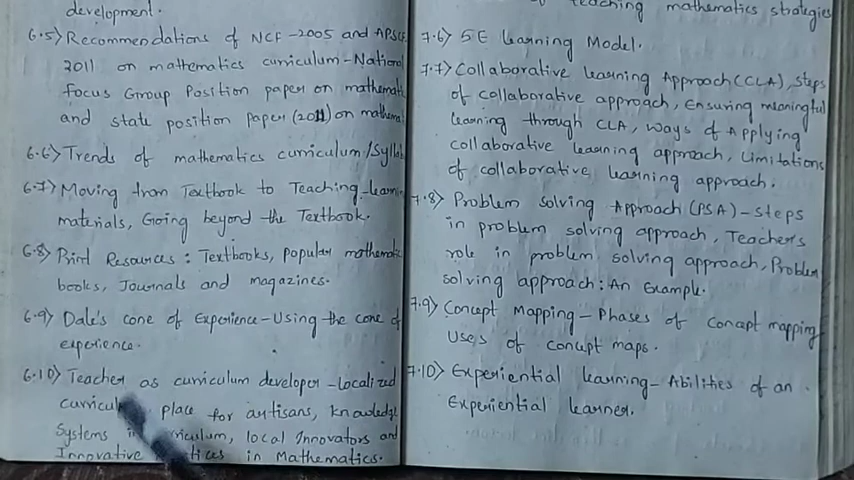 development.
6.5) Recommendations of NCF-2005 and APSCF
2011 on mathematics curriculum-National
Focus Group Position paper on mathemati
and state position paper (2011) on mathema
6.6) Trends of mathematics curriculum/Syllab
6.7) Moving from Textbook to Teaching-learnin
materials, Going beyond the Textbook.
6.8) Print Resources: Textbooks, popular mathematic
books, Journals and magazines.
6.9) Dale's cone of Experience-Using the cone of
experience.
6.10) Teacher as curriculum developer-Localized
curricul place for artisans, knowledge
Systems in riculum, local Innovators and
Innovative tices in Mathematics.
teaching mathematics strategies
7.6) 5E learning Model.
7.7) Collaborative learning Approach(CLA), steps
of collaborative approach, Ensuring meaningful
learning through CLA, Ways of Applying
collaborative learning approach, Limitations
of collaborative learning approach.
7.8) Problem Solving Approach (PSA)-steps
in problem solving approach, Teacher's
role in problem solving approach, Problem
solving approach: An Example.
7.9) Concept Mapping-Phases of concept mapping
Uses of concept maps.
7.10) Experiential learning-Abilities of an
Experiential learner.